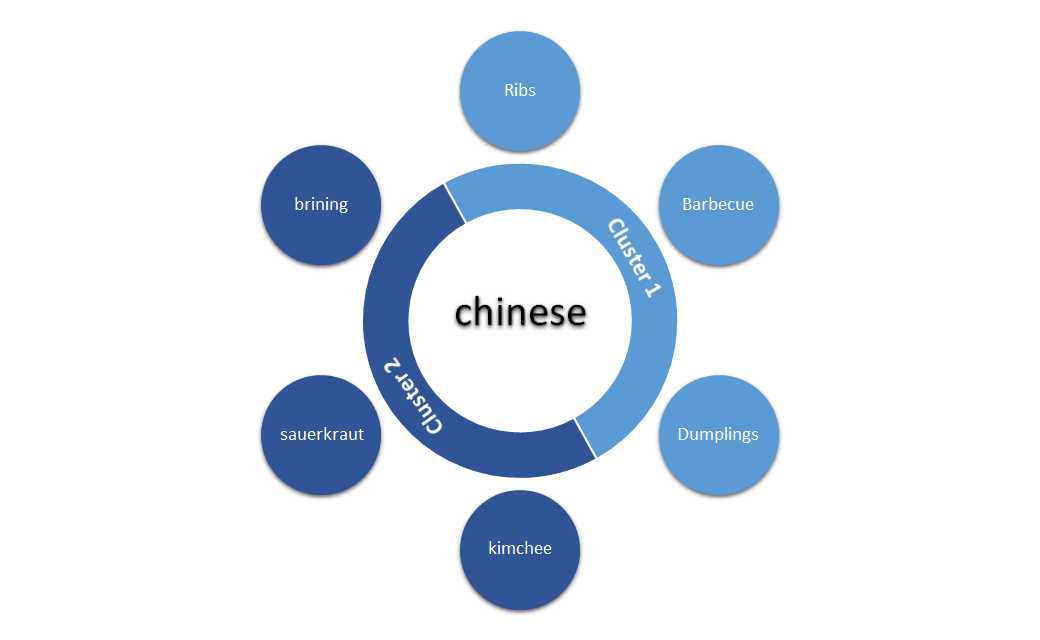 Ribs
brining
Barbecue
Cluster 1
chinese
Cluster 2
sauerkraut
Dumplings
kimchee